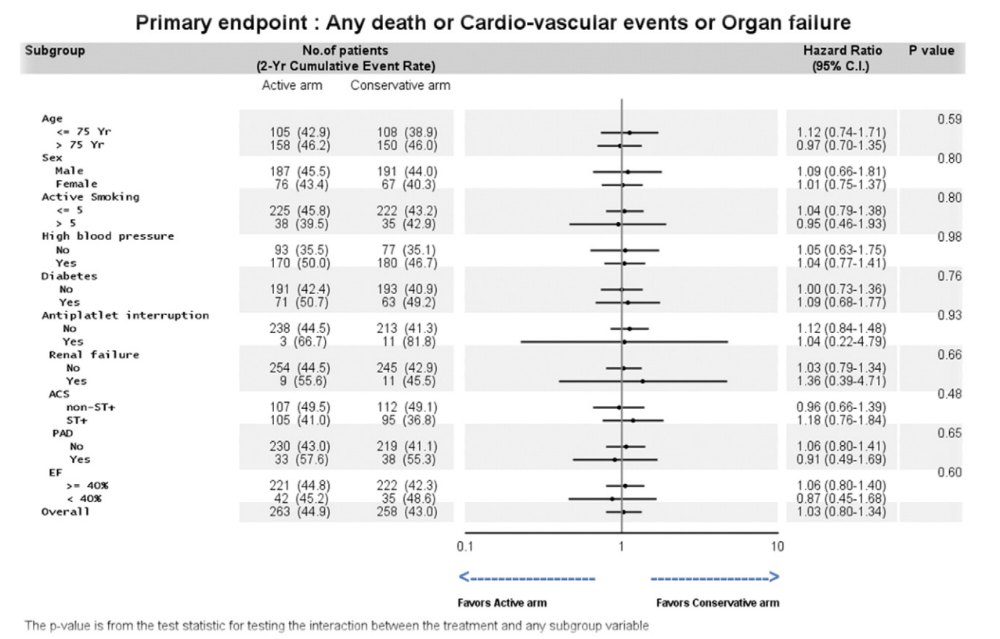 Primary endpoint : Any death or Cardio-vascular events or Organ failure
Subgroup No.of patients Hazard Ratio P value
(2-Yr Cumulative Event Rate) (95% C.I.)
Active arm Conservative arm
Age 0.59
<= 75 Yr 105 (42.9) 108 (38.9) 1.12 (0.74-1.71)
> 75 Yr 158 (46.2) 150 (46.0) 0.97 (0.70-1.35)
Sex 0.80
Male 187 (45.5) 191 (44.0) 1.09 (0.66-1.81)
Female 76 (43.4) 67 (40.3) 1.01 (0.75-1.37)
Active Smoking 0.80
<= 5 225 (45.8) 222 (43.2) 1.04 (0.79-1.38)
> 5 38 (39.5) 35 (42.9) 0.95 (0.46-1.93)
High blood pressure 0.98
No 93 (35.5) 77 (35.1) 1.05 (0.63-1.75)
Yes 170 (50.0) 180 (46.7) 1.04 (0.77-1.41)
Diabetes 0.76
No 191 (42.4) 193 (40.9) 1.00 (0.73-1.36)
Yes 71 (50.7) 63 (49.2) 1.09 (0.68-1.77)
Antiplatlet interruption 0.93
No 238 (44.5) 213 (41.3) 1.12 (0.84-1.48)
Yes 3 (66.7) 11 (81.8) 1.04 (0.22-4.79)
Renal failure 0.66
No 254 (44.5) 245 (42.9) 1.03 (0.79-1.34)
Yes 9 (55.6) 11 (45.5) 1.36 (0.39-4.71)
ACS 0.48
non-ST+ 107 (49.5) 112 (49.1) 0.96 (0.66-1.39)
ST+ 105 (41.0) 95 (36.8) 1.18 (0.76-1.84)
PAD 0.65
No 230 (43.0) 219 (41.1) 1.06 (0.80-1.41)
Yes 33 (57.6) 38 (55.3) 0.91 (0.49-1.69)
EF 0.60
>= 40% 221 (44.8) 222 (42.3) 1.06 (0.80-1.40)
< 40% 42 (45.2) 35 (48.6) 0.87 (0.45-1.68)
Overall 263 (44.9) 258 (43.0) 1.03 (0.80-1.34)
0.1 1 10
Favors Active arm Favors Conservative arm
The p-value is from the test statistic for testing the interaction between the treatment and any subgroup variable